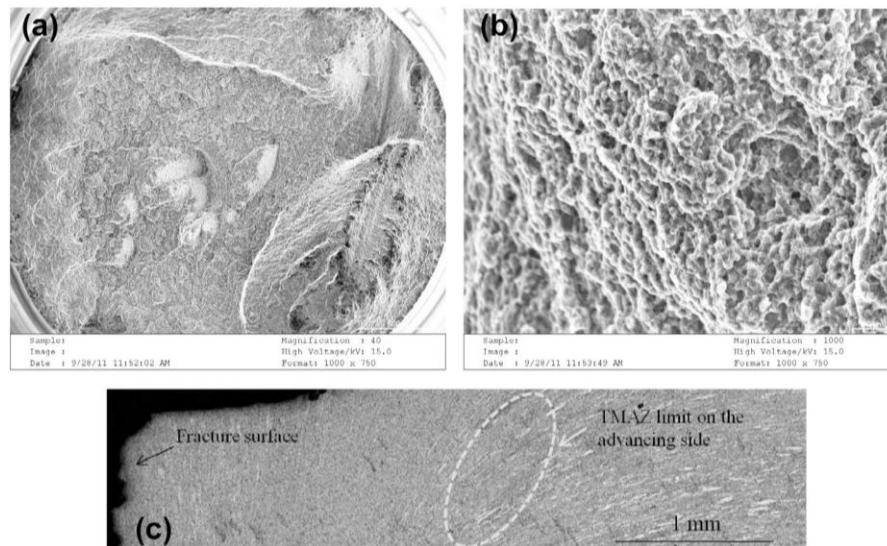 (a)
(b)
Sample:
Magnification : 40
Image :
High Voltage/kV: 15.0
Date : 9/28/11 11:52:02 AM
Format: 1000 x 750
Sample:
Magnification : 1000
Image :
High Voltage/kV: 15.0
Date : 9/28/11 11:53:49 AM
Format: 1000 x 750
Fracture surface
TMAZ limit on the
advancing side
(c)
1 mm